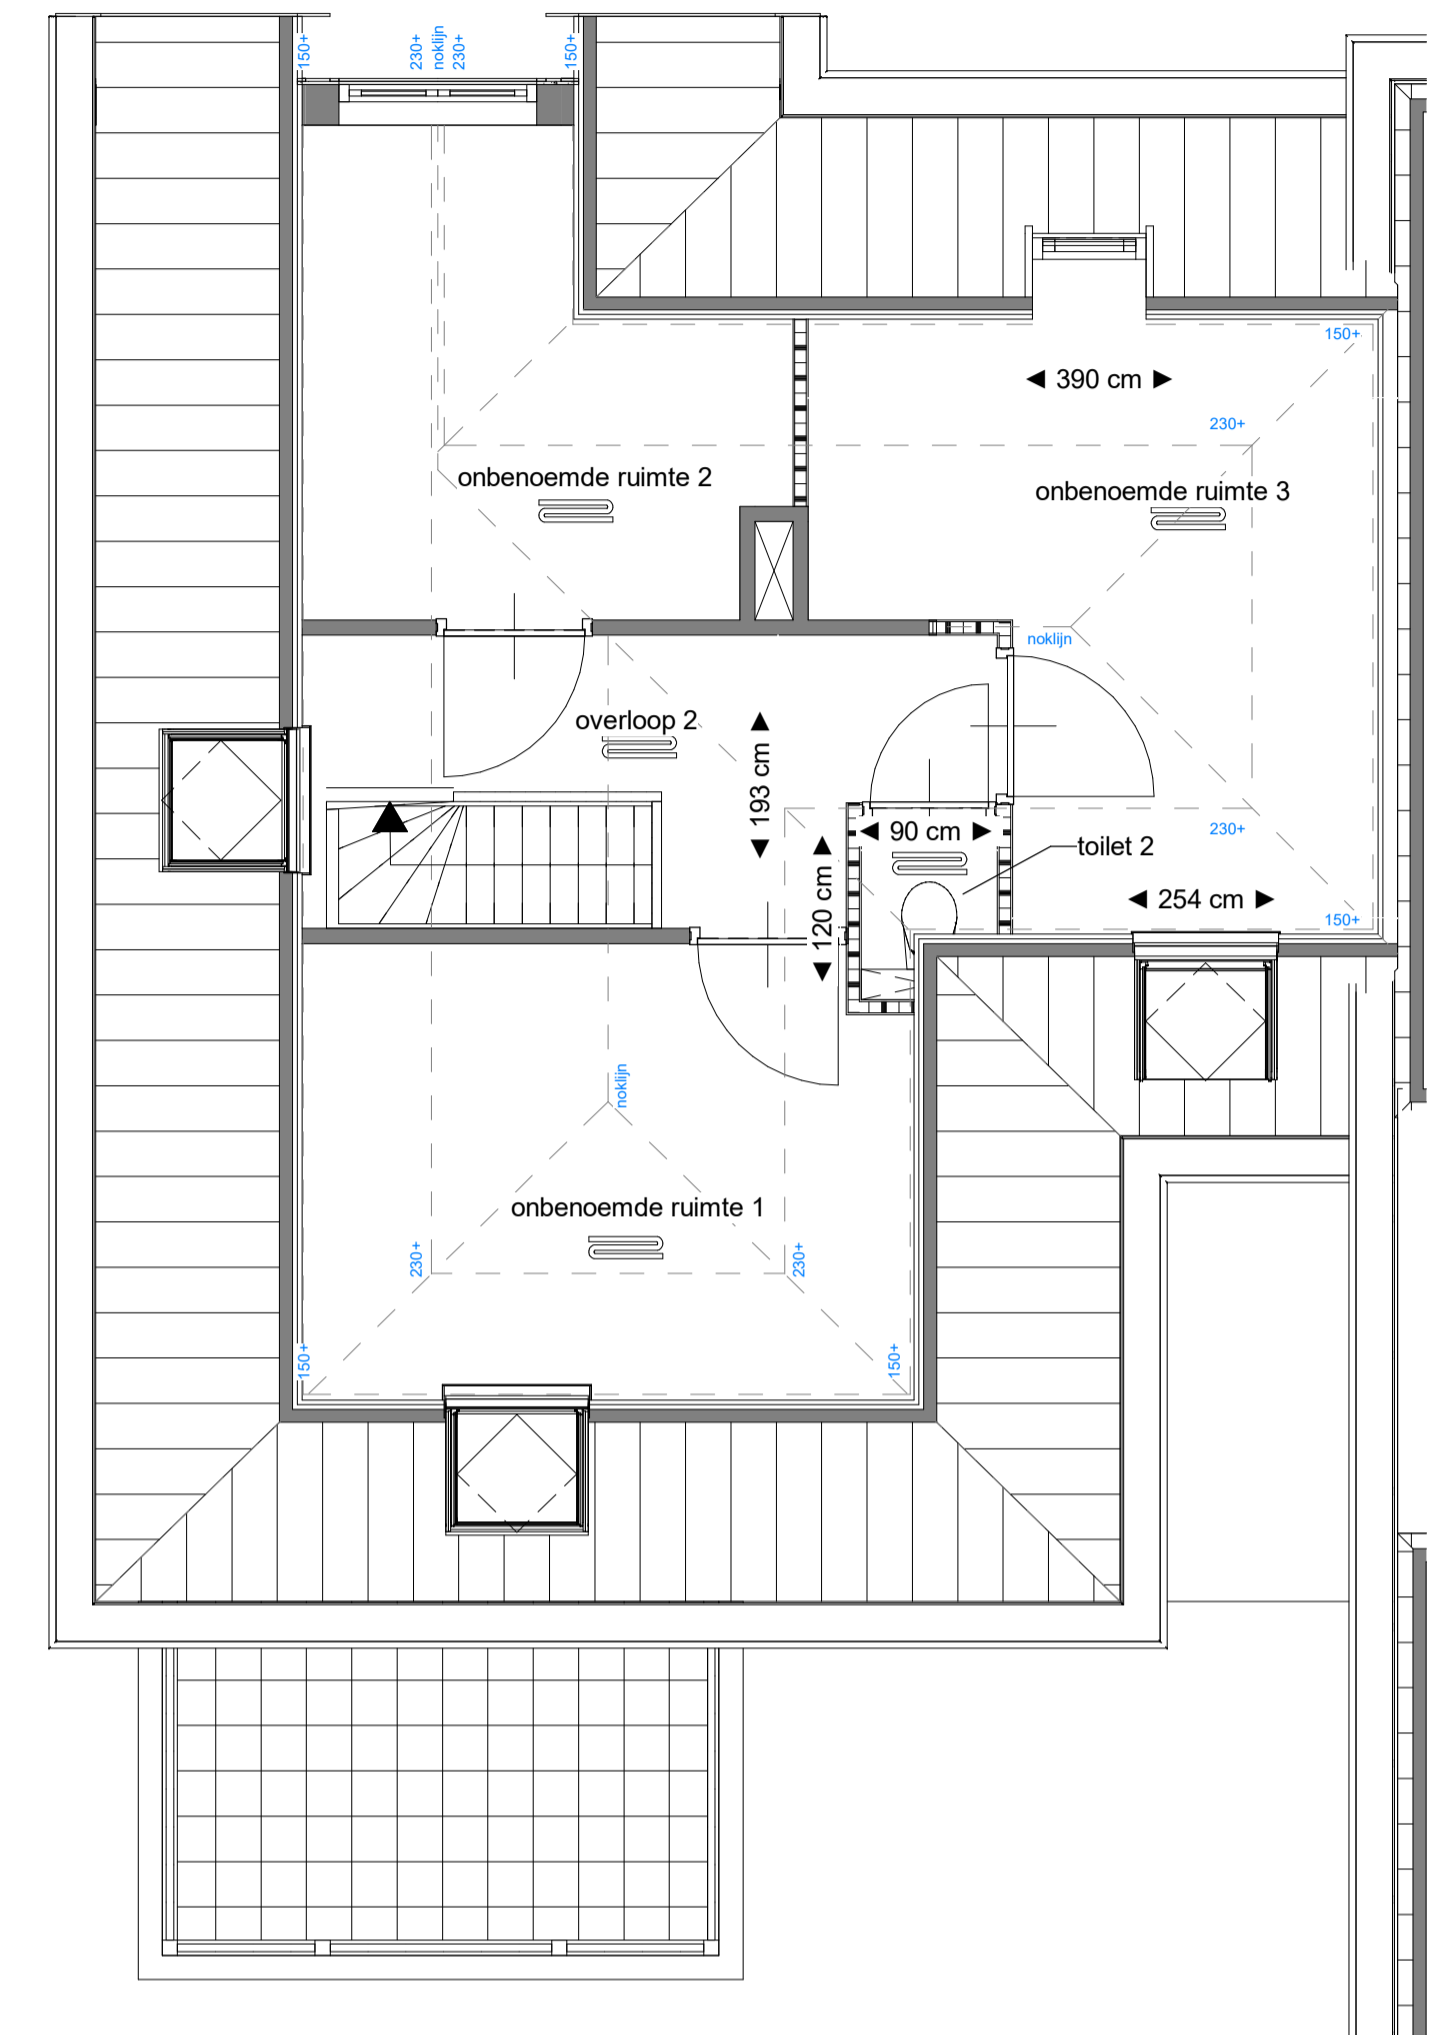 150+
230+
noklijn
230+
150+
150+
◄ 390 cm ►
230+
onbenoemde ruimte 2
onbenoemde ruimte 3
noklijn
overloop 2
◄ 193 cm ►
230+
◄ 90 cm ►
toilet 2
◄ 120 cm ►
◄ 254 cm ►
150+
noklijn
onbenoemde ruimte 1
230+
230+
150+
150+